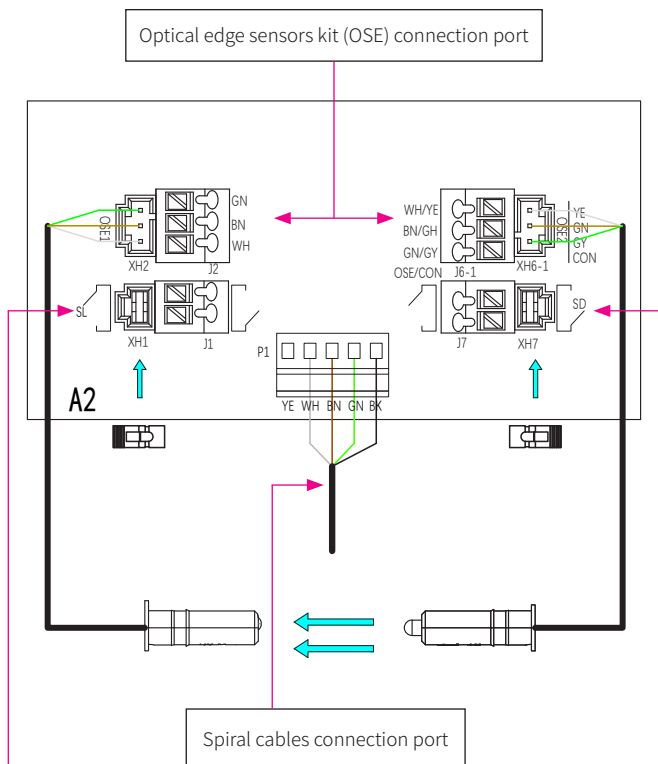 Optical edge sensors kit (OSE) connection port
GN
BN
WH
OSE1
XH2
J2
WH/YE
BN/GH
GN/GY
OSE/CON
J6-1
XH6-1
OSE2
YE
GN
GY
CON
SL
XH1
J1
P1
J7
XH7
SD
A2
YE WH BN GN BK
Spiral cables connection port